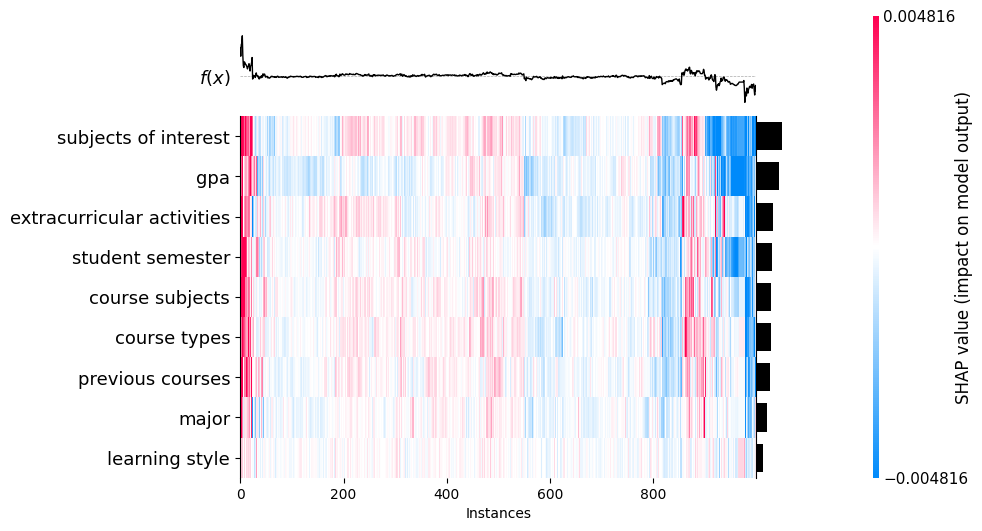 0.004816
f(x)
subjects of interest
gpa
extracurricular activities
student semester
course subjects
course types
previous courses
major
learning style
0 200 400 600 800
Instances
−0.004816
SHAP value (impact on model output)